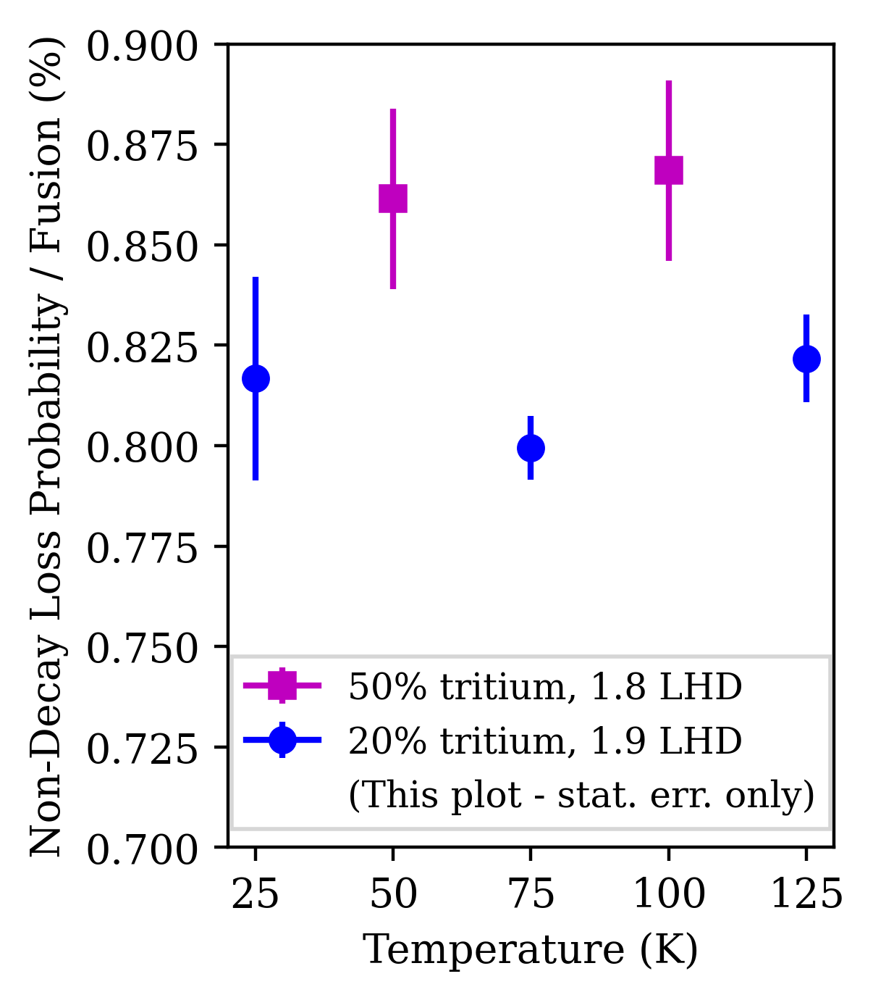 Non-Decay Loss Probability / Fusion (%)
0.900
0.875
0.850
0.825
0.800
0.775
0.750
0.725
0.700
50% tritium, 1.8 LHD
20% tritium, 1.9 LHD
(This plot - stat. err. only)
25 50 75 100 125
Temperature (K)